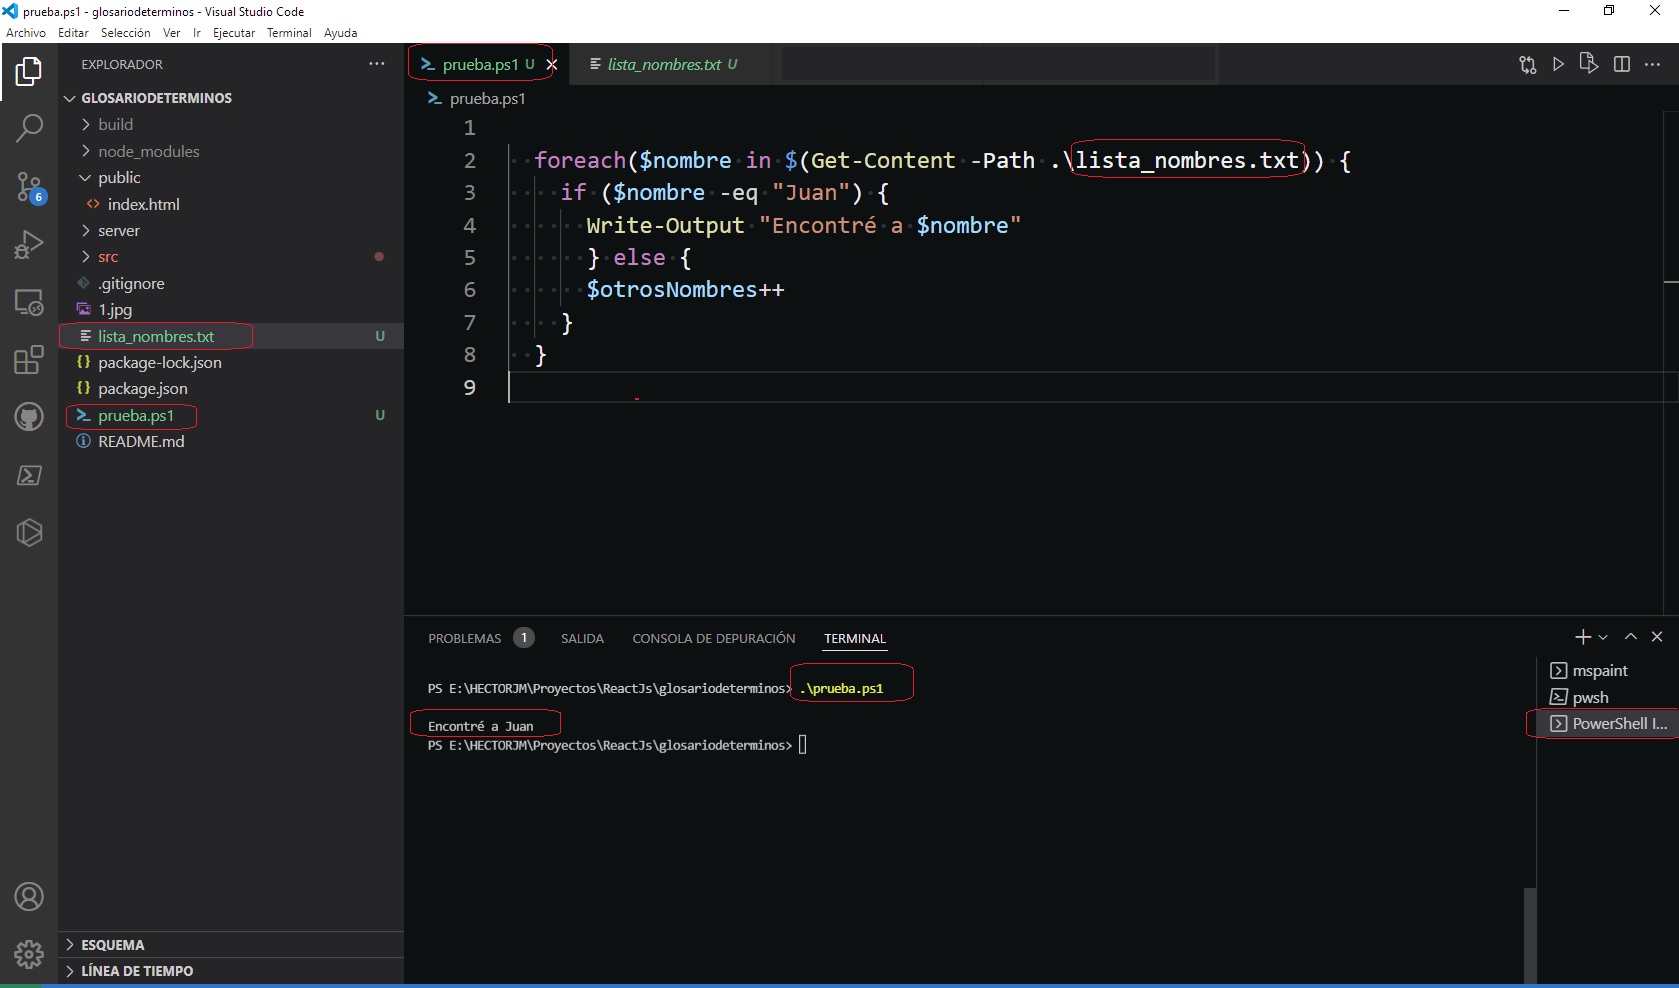 prueba.ps1 - glosariodeterminos - Visual Studio Code
Archivo Editar Selección Ver Ir Ejecutar Terminal Ayuda
EXPLORADOR
GLOSARIODETERMINOS
build
node_modules
public
index.html
server
src
.gitignore
1.jpg
lista_nombres.txt U
package-lock.json
package.json
prueba.ps1 U
README.md
ESQUEMA
LÍNEA DE TIEMPO
6
prueba.ps1 U
lista_nombres.txt U
prueba.ps1
1
2 foreach($nombre in $(Get-Content -Path .\lista_nombres.txt)) {
3 if ($nombre -eq "Juan") {
4 Write-Output "Encontré a $nombre"
5 } else {
6 $otrosNombres++
7 }
8 }
9
PROBLEMAS 1 SALIDA CONSOLA DE DEPURACIÓN TERMINAL
PS E:\HECTORJM\Proyectos\ReactJs\glosariodeterminos> .\prueba.ps1
Encontré a Juan
PS E:\HECTORJM\Proyectos\ReactJs\glosariodeterminos>
mspaint
pwsh
PowerShell I...